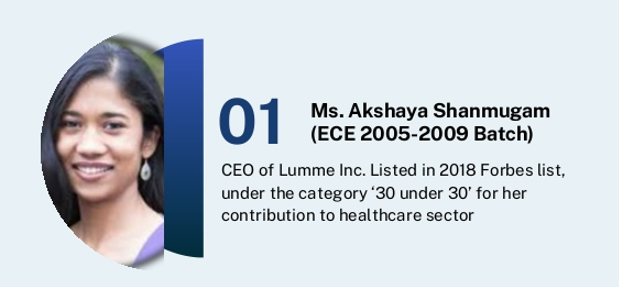 01
Ms. Akshaya Shanmugam
(ECE 2005-2009 Batch)
CEO of Lumme Inc. Listed in 2018 Forbes list,
under the category ‘30 under 30’ for her
contribution to healthcare sector